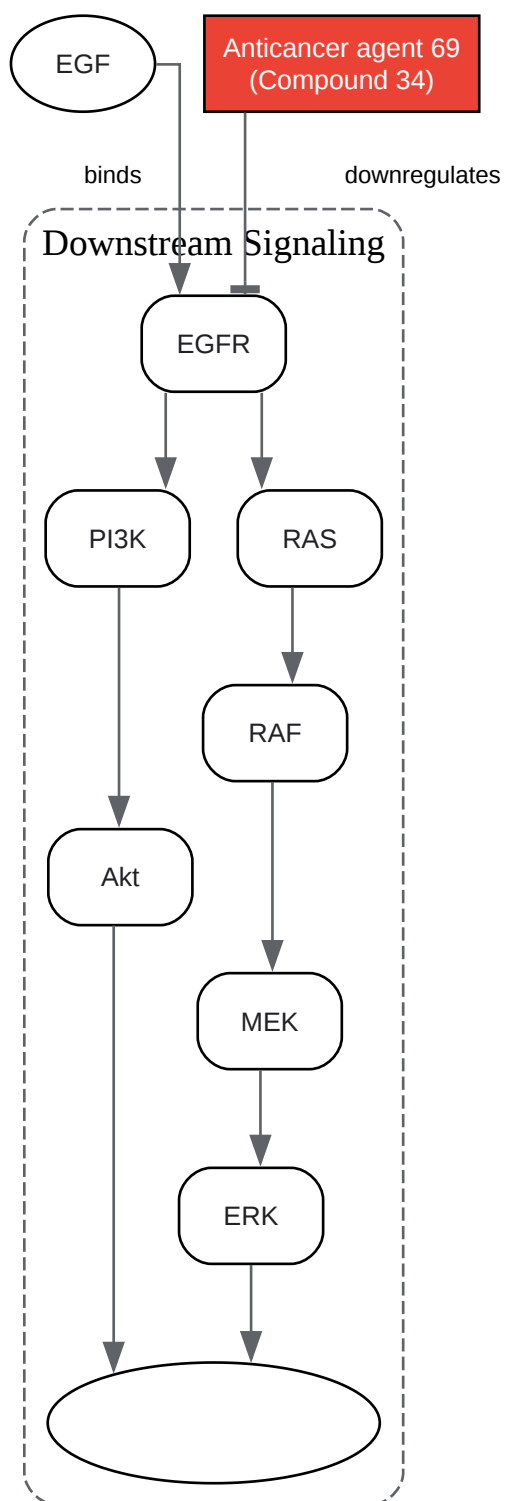 EGF
Anticancer agent 69
(Compound 34)
binds
downregulates
Downstream Signaling
EGFR
PI3K
RAS
RAF
Akt
MEK
ERK